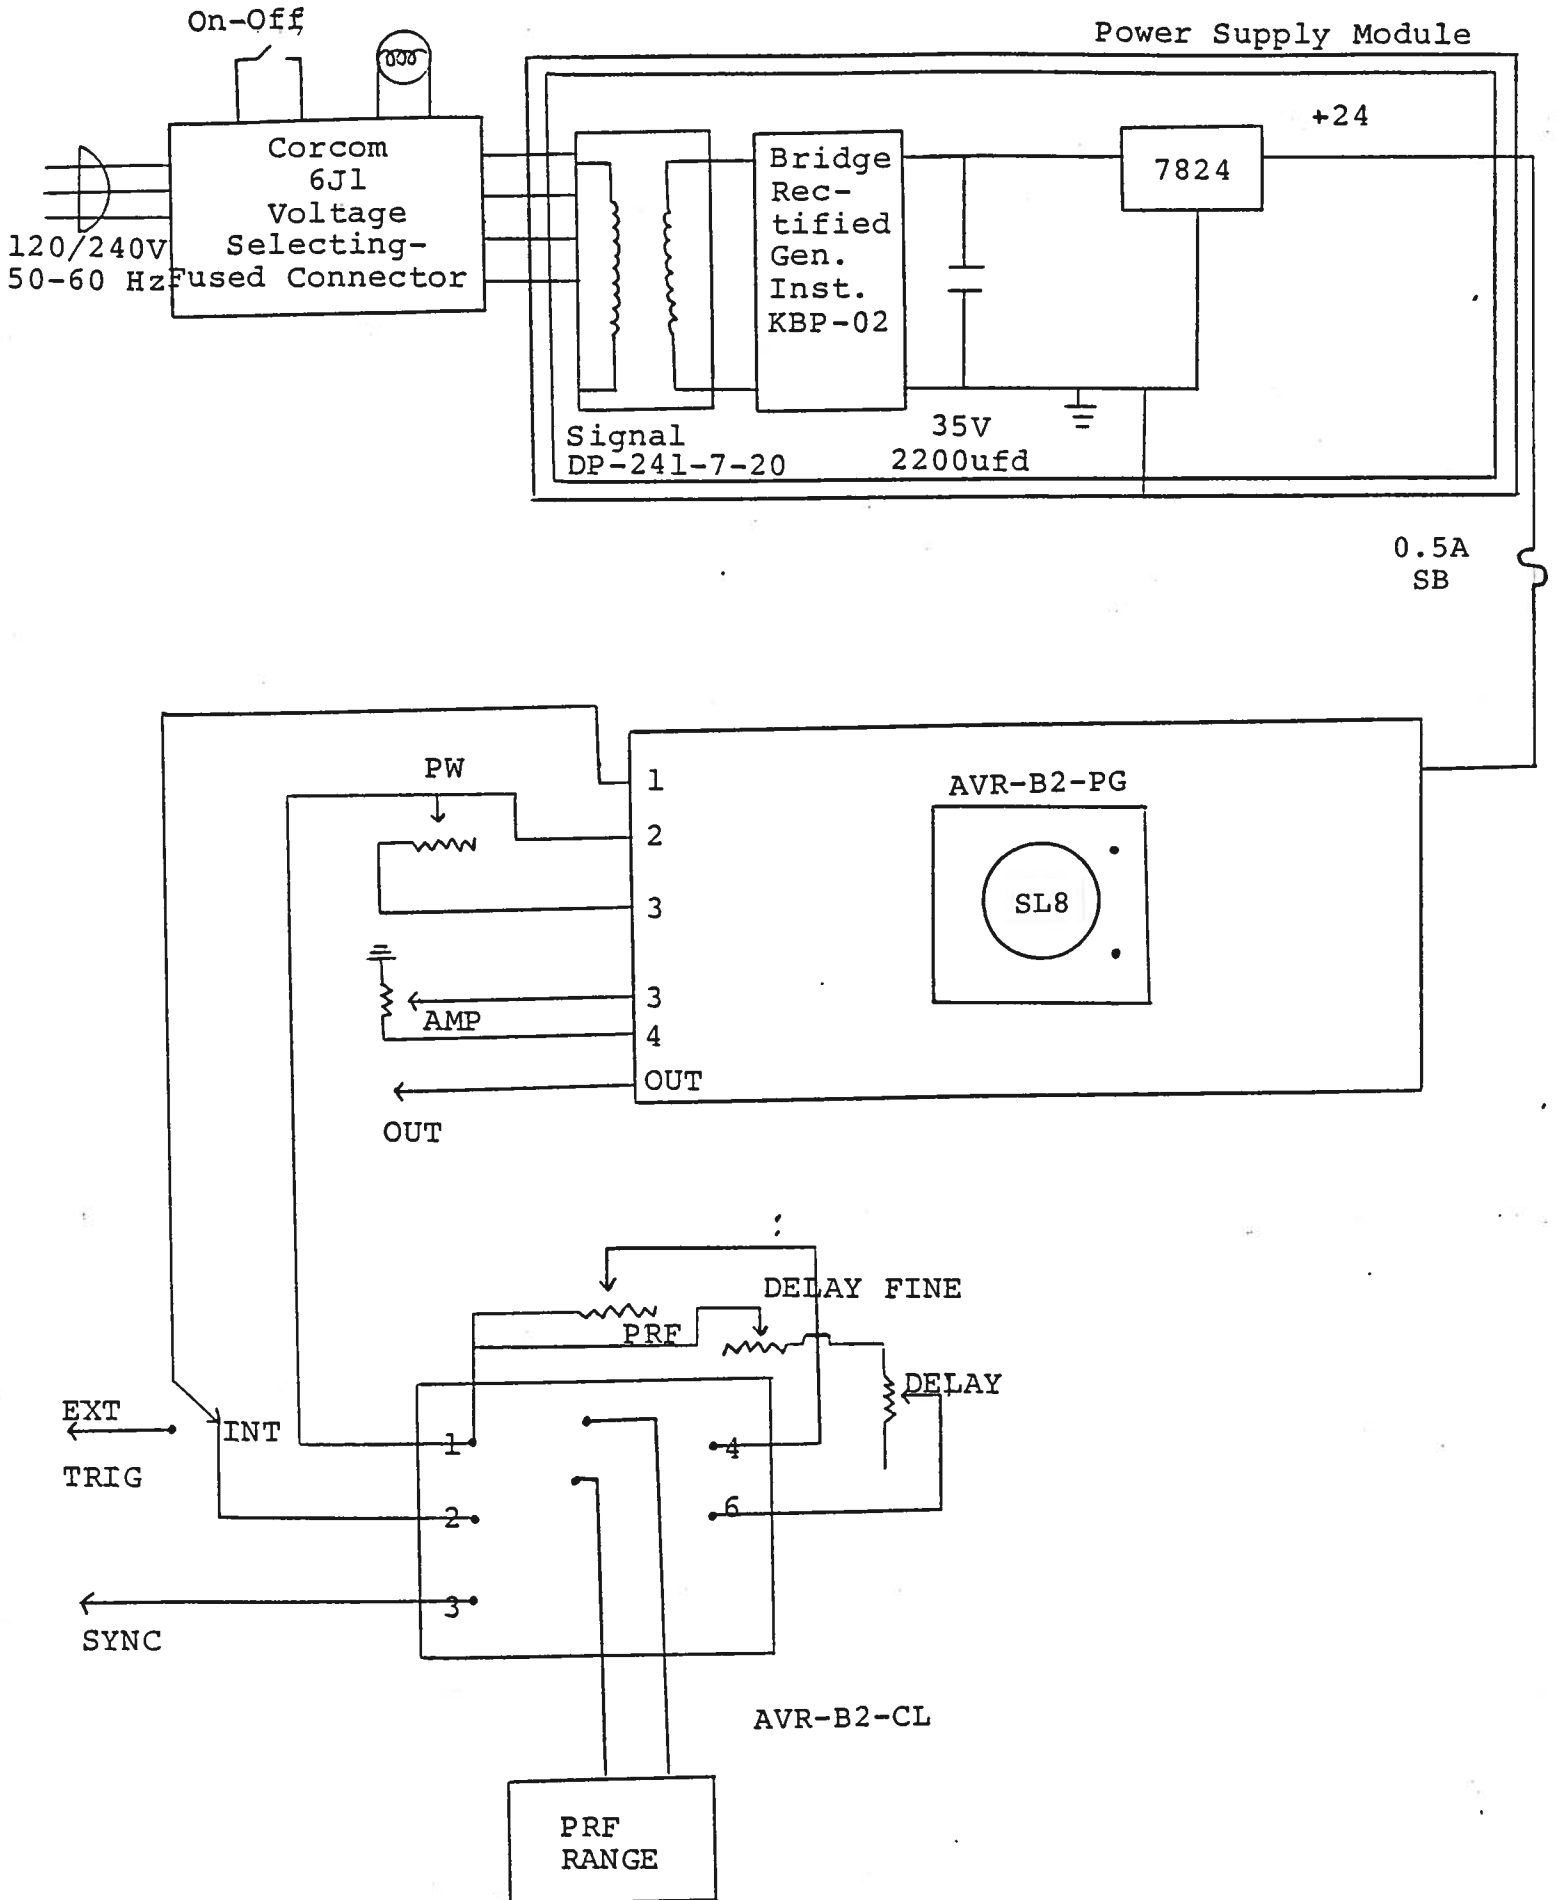 On-Off
Power Supply Module
+24
Corcom
6J1
Voltage
Selecting-
Fused Connector
120/240V
50-60 Hz
Bridge
Rec-
tified
Gen.
Inst.
KBP-02
7824
Signal
DP-241-7-20
35V
2200ufd
0.5A
SB
PW
1
2
3
3
4
OUT
AMP
OUT
AVR-B2-PG
SL8
DELAY FINE
PRF
DELAY
EXT
TRIG
INT
1
2
3
4
6
SYNC
AVR-B2-CL
PRF
RANGE